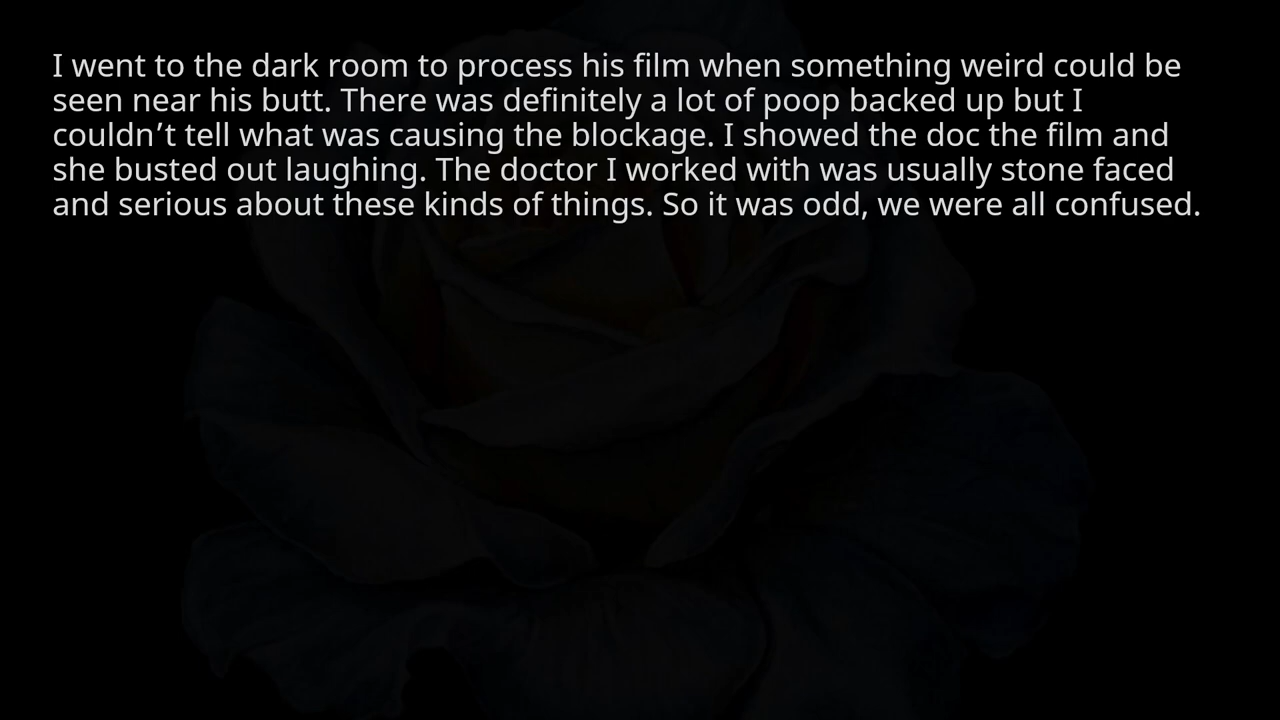 I went to the dark room to process his film when something weird could be
seen near his butt. There was definitely a lot of poop backed up but I
couldn’t tell what was causing the blockage. I showed the doc the film and
she busted out laughing. The doctor I worked with was usually stone faced
and serious about these kinds of things. So it was odd, we were all confused.